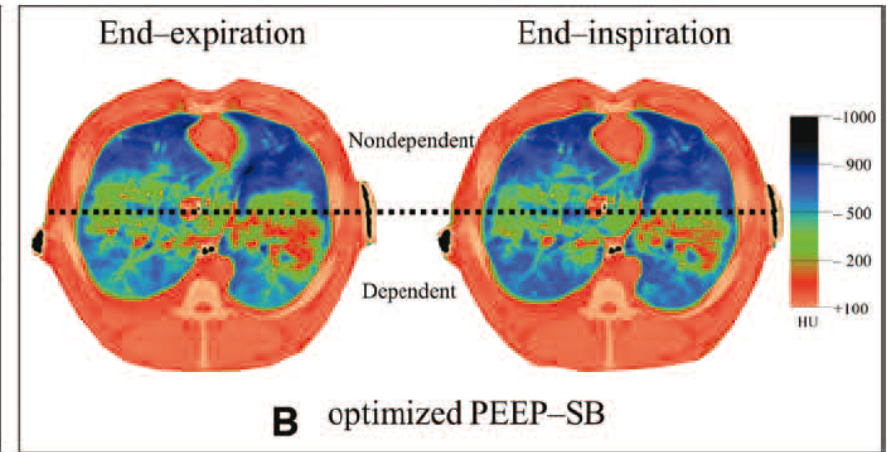 End–expiration
End–inspiration
Nondependent
Dependent
-1000
-900
-500
- 200
+100
HU
B optimized PEEP–SB